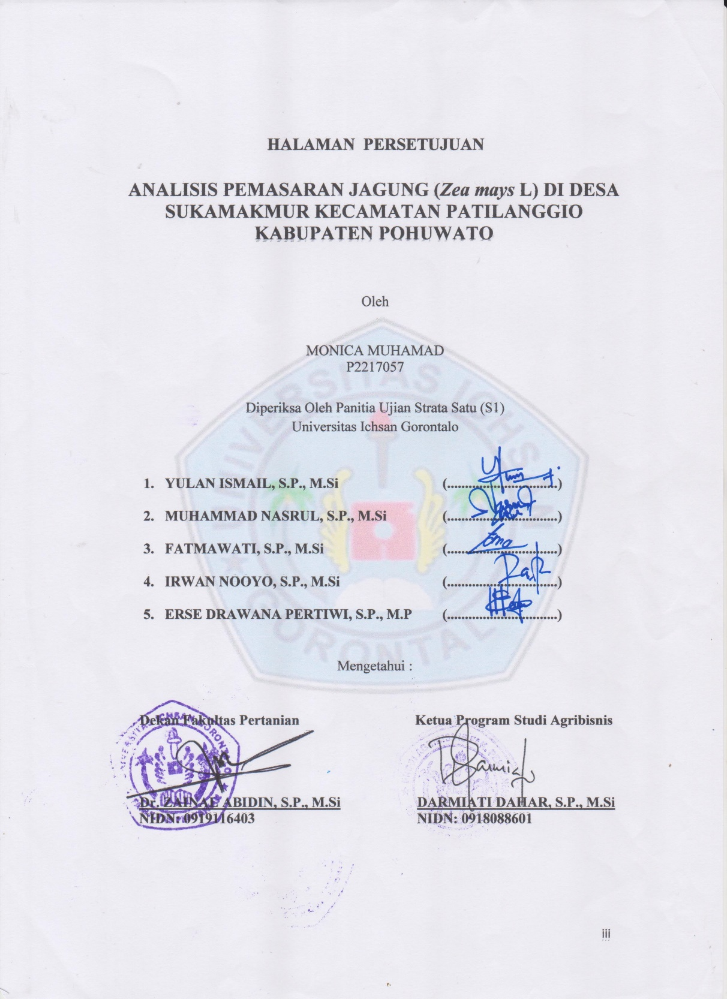 HALAMAN PERSETUJUAN
ANALISIS PEMASARAN JAGUNG (Zea mays L) DI DESA
SUKAMAKMUR KECAMATAN PATILANGGIO
KABUPATEN POHUWATO
Oleh
MONICA MUHAMAD
P2217057
Diperiksa Oleh Panitia Ujian Strata Satu (S1)
Universitas Ichsan Gorontalo
UNIVERSITAS ICHSAN
GORONTALO
1. YULAN ISMAIL, S.P., M.Si (...............................)
2. MUHAMMAD NASRUL, S.P., M.Si (...............................)
3. FATMAWATI, S.P., M.Si (...............................)
4. IRWAN NOOYO, S.P., M.Si (...............................)
5. ERSE DRAWANA PERTIWI, S.P., M.P (...............................)
Mengetahui :
Dekan Fakultas Pertanian Ketua Program Studi Agribisnis
Dr. ZAINAL ABIDIN, S.P., M.Si DARMIATI DAHAR, S.P., M.Si
NIDN: 0919116403 NIDN: 0918088601
iii